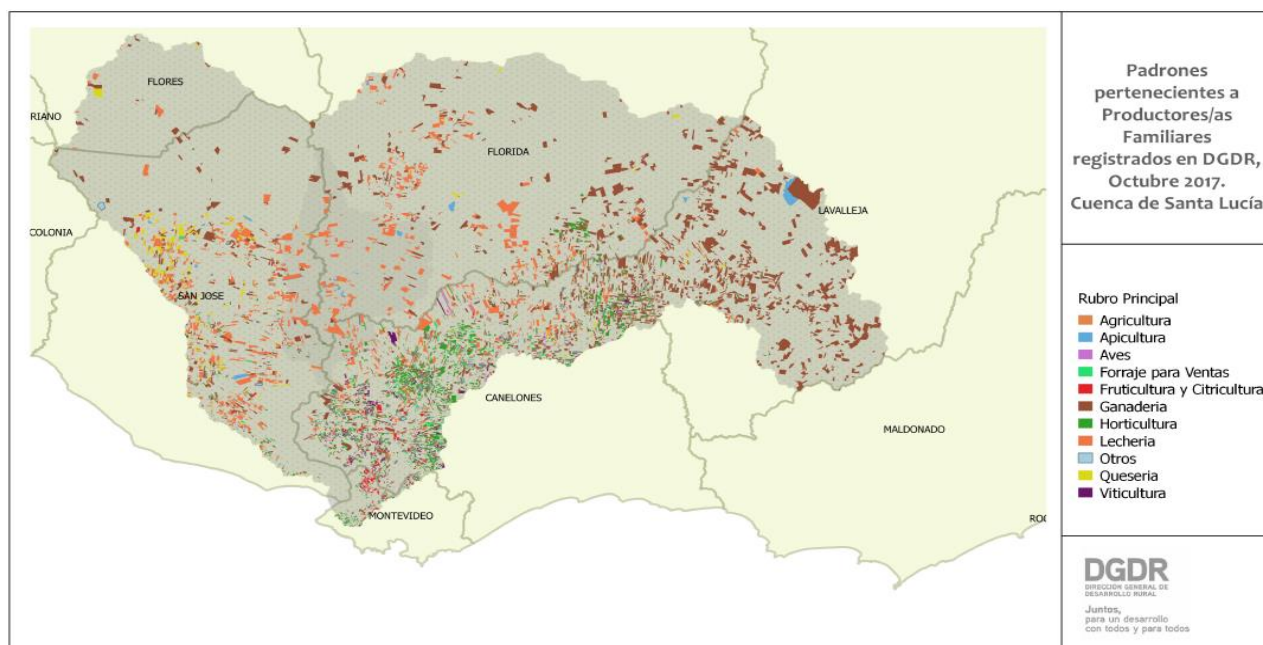 FLORES
RIANO
FLORIDA
LAVALLEJA
COLONIA
SAN JOSE
CANELONES
MALDONADO
MONTEVIDEO
ROC
Padrones
pertenecientes a
Productores/as
Familiares
registrados en DGDR,
Octubre 2017.
Cuenca de Santa Lucía
Rubro Principal
Agricultura
Apicultura
Aves
Forraje para Ventas
Fruticultura y Citricultura
Ganaderia
Horticultura
Lecheria
Otros
Queseria
Viticultura
DGDR
DIRECCIÓN GENERAL DE
DESARROLLO RURAL
Juntos,
para un desarrollo
con todos y para todos